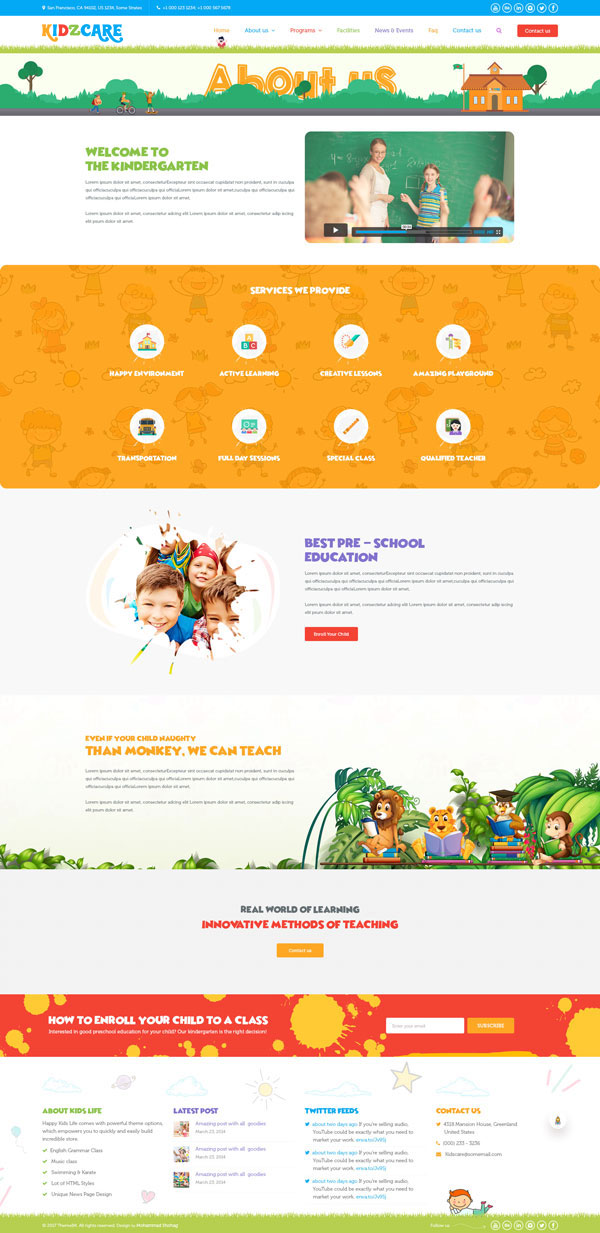 San Francisco, CA 94102, US 1234, Some Streets
+1 000 123 1234; +1 000 567 5678
KIDZCARE
Home About us Programs Facilities News & Events Faq Contact us Contact us
About us
WELCOME TO
THE KINDERGARTEN
Lorem ipsum dolor sit amet, consecteturExcepteur sint occaecat cupidatat non proident, sunt in cuculpa
qui officiacuculpa qui officiacuculpa qui officiaLorem ipsum dolor sit amet,cuculpa qui officiacuculpa qui
officiaLorem ipsum dolor sit amet.
Lorem ipsum dolor sit amet, consectetur adcing elit Lorem ipsum dolor sit amet, consectetur adip iscing
elit Lorem ipsum dolor sit amet
SERVICES WE PROVIDE
HAPPY ENVIRONMENT ACTIVE LEARNING CREATIVE LESSONS AMAZING PLAYGROUND
TRANSPORTATION FULL DAY SESSIONS SPECIAL CLASS QUALIFIED TEACHER
BEST PRE - SCHOOL
EDUCATION
Lorem ipsum dolor sit amet, consecteturExcepteur sint occaecat cupidatat non proident, sunt in cuculpa
qui officiacuculpa qui officiacuculpa qui officiaLorem ipsum dolor sit amet,cuculpa qui officiacuculpa qui
officiaLorem ipsum dolor sit amet.
Lorem ipsum dolor sit amet, consectetur adcing elit Lorem ipsum dolor sit amet, consectetur adip iscing
elit Lorem ipsum dolor sit amet.
Enroll Your Child
EVEN IF YOUR CHILD NAUGHTY
THAN MONKEY, WE CAN TEACH
Lorem ipsum dolor sit amet, consecteturExcepteur sint occaecat cupidatat non proident, sunt in cuculpa
qui officiacuculpa qui officiacuculpa qui officiaLorem ipsum dolor sit amet,cuculpa qui officiacuculpa qui
officiaLorem ipsum dolor sit amet.
Lorem ipsum dolor sit amet, consectetur adcing elit Lorem ipsum dolor sit amet, consectetur adip iscing
elit Lorem ipsum dolor sit amet.
REAL WORLD OF LEARNING
INNOVATIVE METHODS OF TEACHING
Contact us
HOW TO ENROLL YOUR CHILD TO A CLASS
Interested in good preschool education for your child? Our kindergarten is the right decision!
Enter your email SUBSCRIBE
ABOUT KIDS LIFE
Happy Kids Life comes with powerful theme options,
which empowers you to quickly and easily build
incredible store.
English Grammar Class
Music class
Swimming & Karate
Lot of HTML Styles
Unique News Page Design
LATEST POST
Amazing post with all goodies
March 23, 2014
Amazing post with all goodies
March 23, 2014
Amazing post with all goodies
March 23, 2014
TWITTER FEEDS
about two days ago If you're selling audio,
YouTube could be exactly what you need to
market your work.
about two days ago If you're selling audio,
YouTube could be exactly what you need to
market your work.
about two days ago If you're selling audio,
YouTube could be exactly what you need to
market your work.
CONTACT US
4318 Mansion House, Greenland
United States
(000) 233 - 3236
Kidscare@somemail.com
© 2017 ThemeBK. All rights reserved. Design by Mohammed Pozhag
Follow us